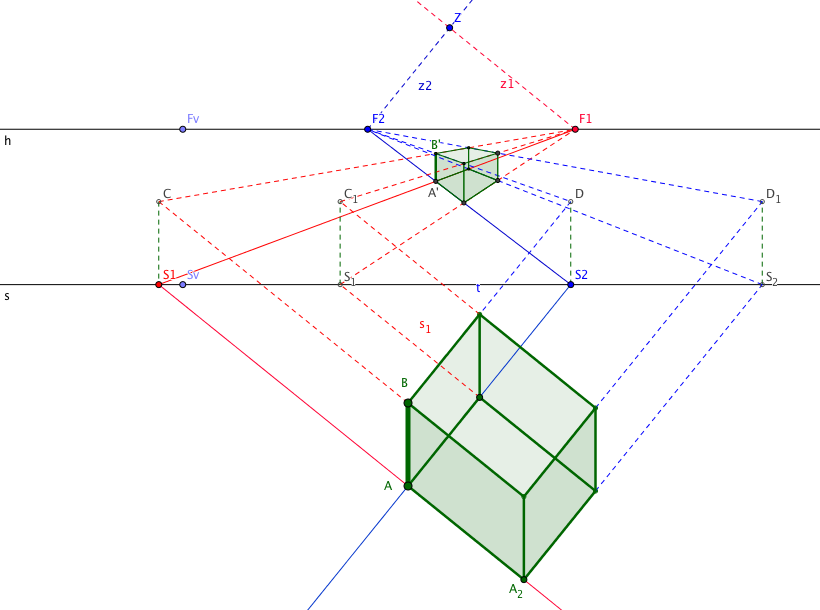 Z
z2
z1
Fv
F2
F1
h
B'
A'
C
C₁
D
D₁
S1
Sv
S₁
t
S2
S₂
s
s₁
B
A
A₂